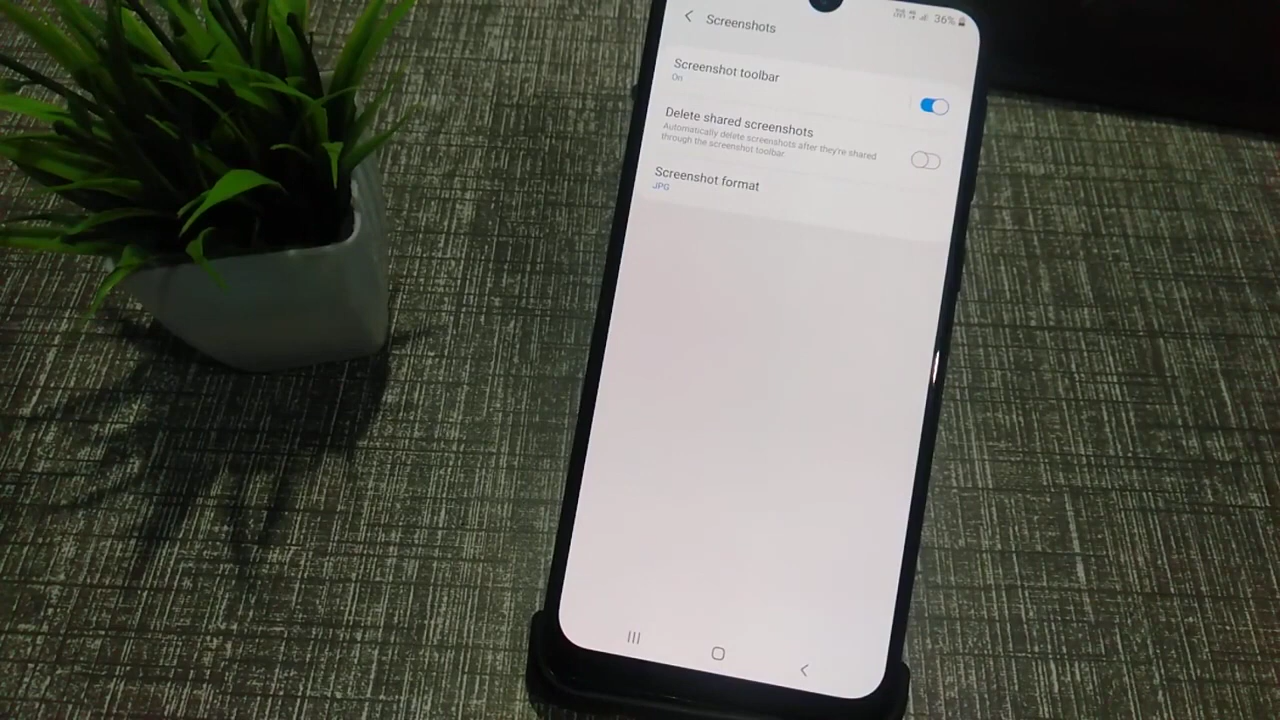 36%
Screenshots
Screenshot toolbar
On
Delete shared screenshots
Automatically delete screenshots after they're shared
through the screenshot toolbar.
Screenshot format
JPG